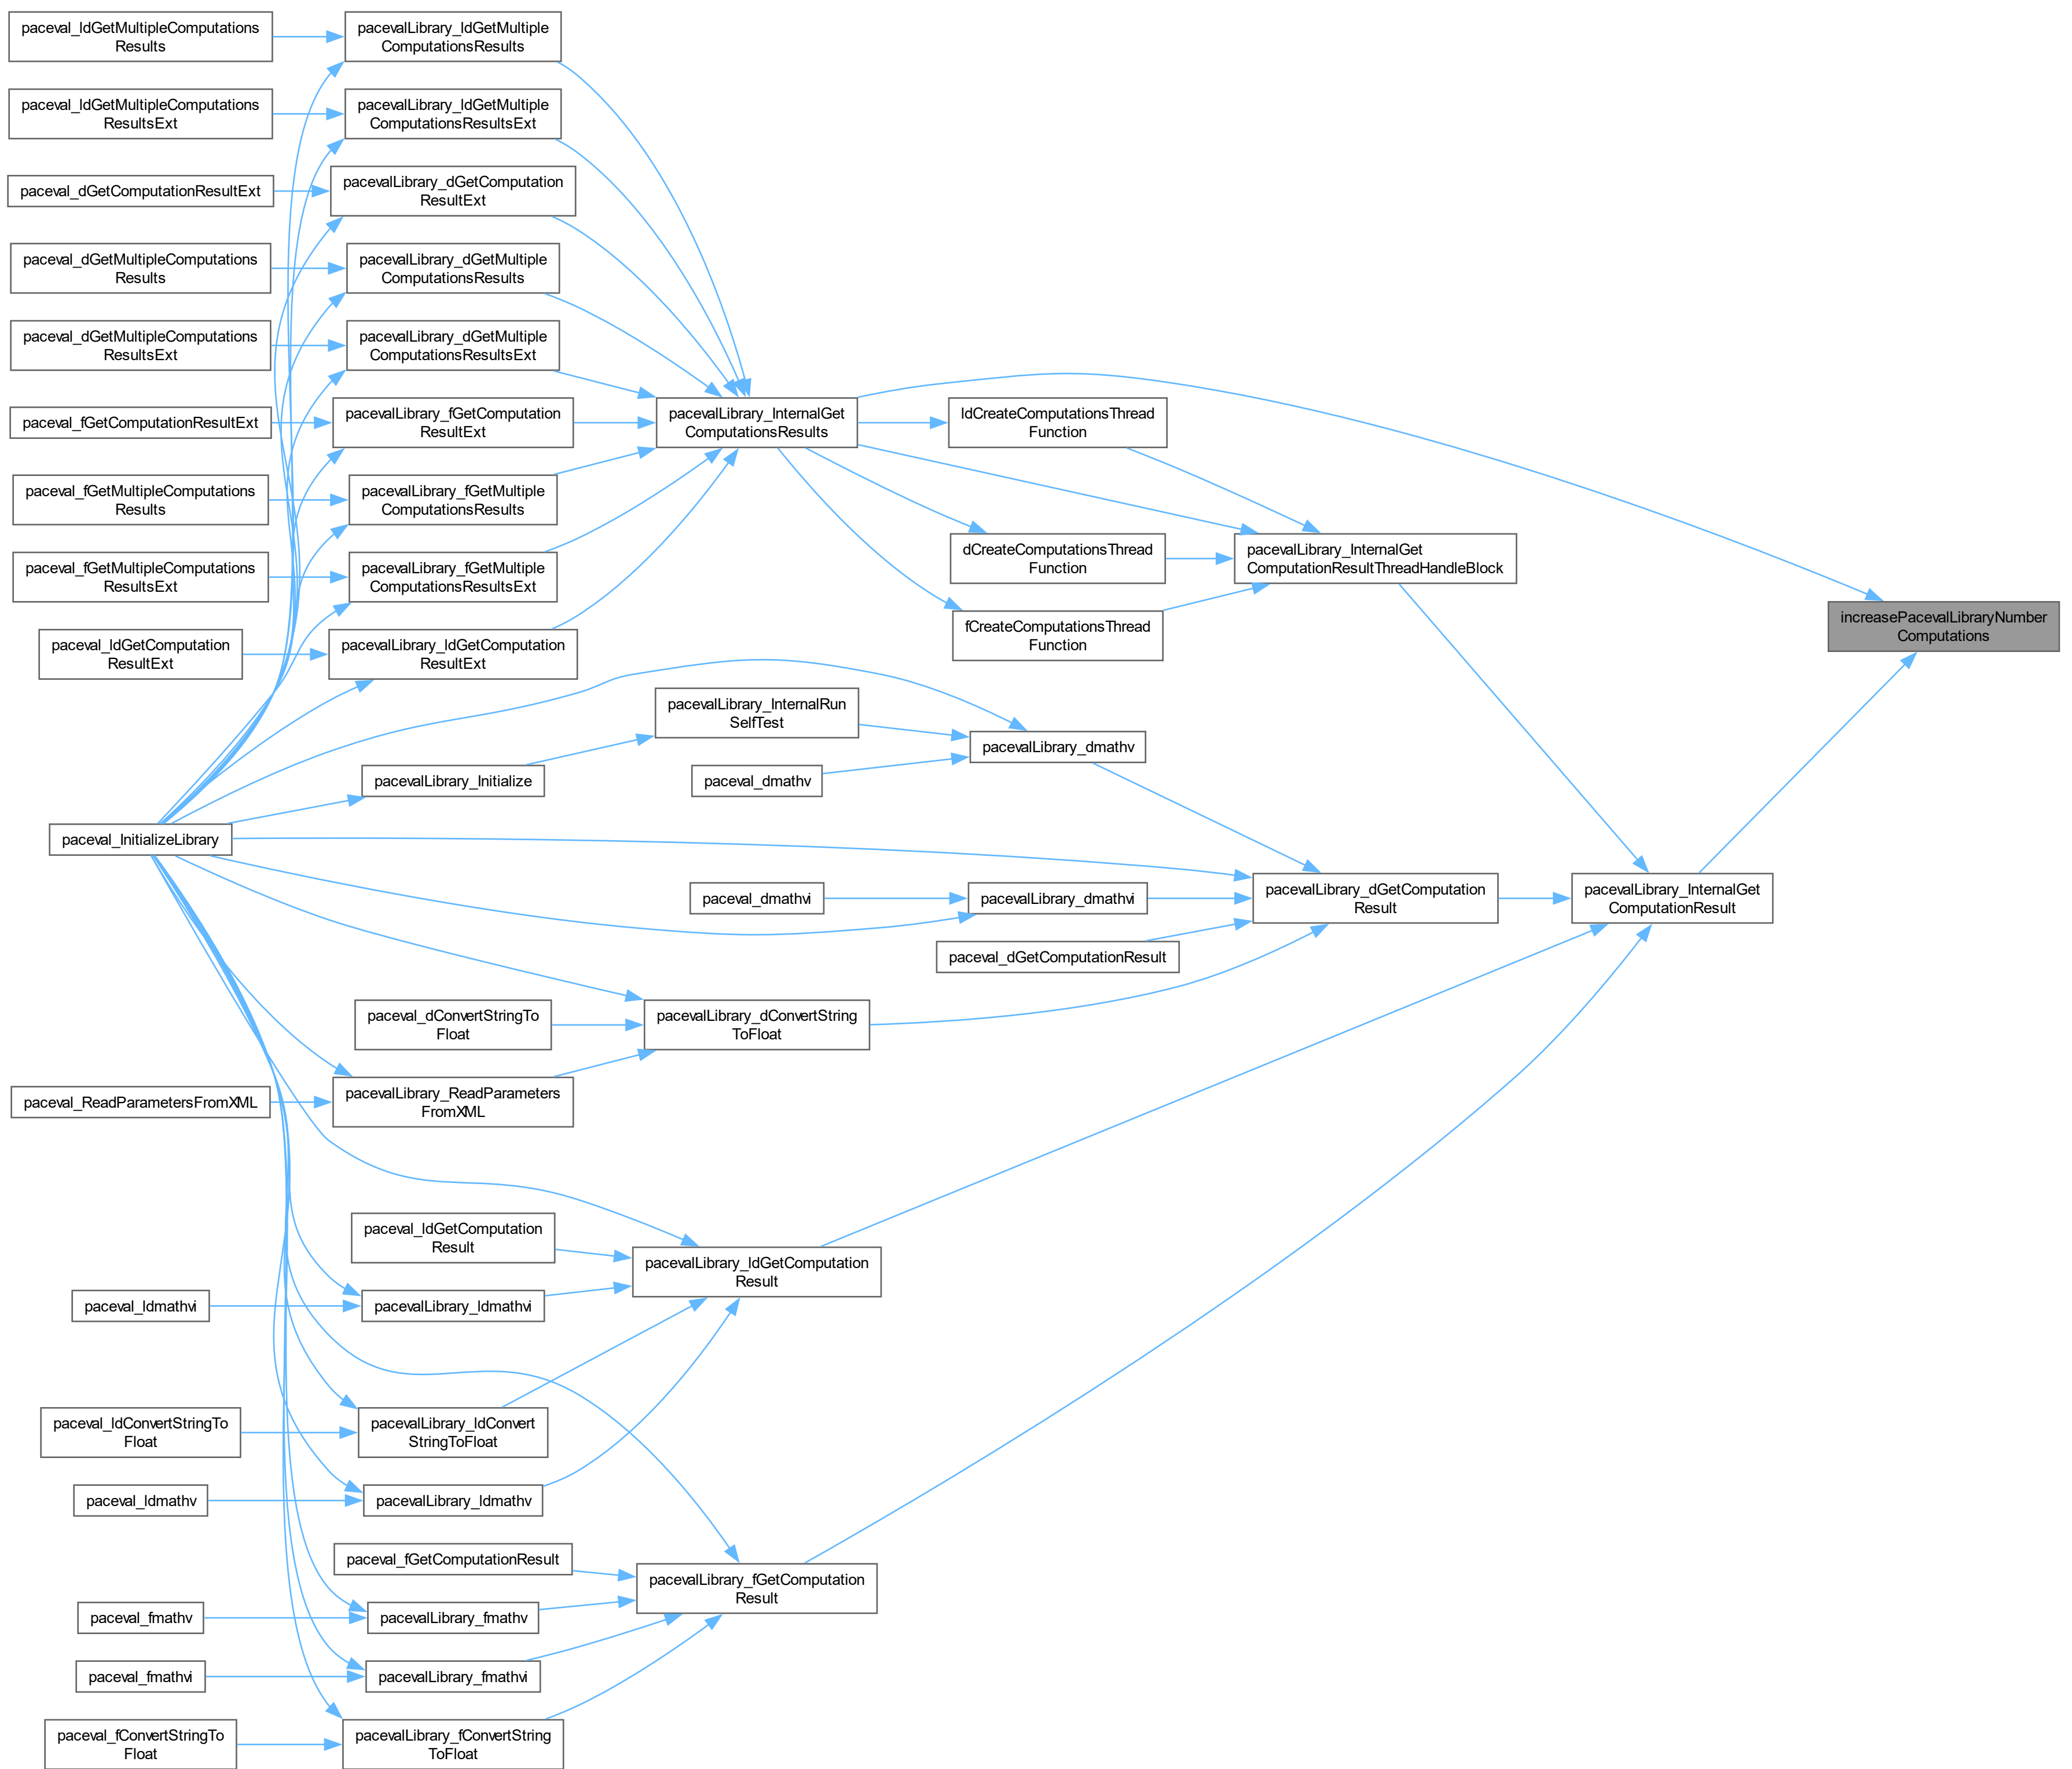 paceval_ldGetMultipleComputations
Results
pacevalLibrary_ldGetMultiple
ComputationsResults
paceval_ldGetMultipleComputations
ResultsExt
pacevalLibrary_ldGetMultiple
ComputationsResultsExt
paceval_dGetComputationResultExt
pacevalLibrary_dGetComputation
ResultExt
paceval_dGetMultipleComputations
Results
pacevalLibrary_dGetMultiple
ComputationsResults
paceval_dGetMultipleComputations
ResultsExt
pacevalLibrary_dGetMultiple
ComputationsResultsExt
paceval_fGetComputationResultExt
pacevalLibrary_fGetComputation
ResultExt
pacevalLibrary_InternalGet
ComputationsResults
ldCreateComputationsThread
Function
paceval_fGetMultipleComputations
Results
pacevalLibrary_fGetMultiple
ComputationsResults
paceval_fGetMultipleComputations
ResultsExt
pacevalLibrary_fGetMultiple
ComputationsResultsExt
dCreateComputationsThread
Function
pacevalLibrary_InternalGet
ComputationResultThreadHandleBlock
paceval_ldGetComputation
ResultExt
pacevalLibrary_ldGetComputation
ResultExt
fCreateComputationsThread
Function
increasePacevalLibraryNumber
Computations
pacevalLibrary_InternalRun
SelfTest
pacevalLibrary_dmathv
pacevalLibrary_Initialize
paceval_dmathv
paceval_InitializeLibrary
paceval_dmathvi
pacevalLibrary_dmathvi
pacevalLibrary_dGetComputation
Result
pacevalLibrary_InternalGet
ComputationResult
paceval_dGetComputationResult
paceval_dConvertStringTo
Float
pacevalLibrary_dConvertString
ToFloat
paceval_ReadParametersFromXML
pacevalLibrary_ReadParameters
FromXML
paceval_ldGetComputation
Result
pacevalLibrary_ldGetComputation
Result
paceval_ldmathvi
pacevalLibrary_ldmathvi
paceval_ldConvertStringTo
Float
pacevalLibrary_ldConvert
StringToFloat
paceval_ldmathv
pacevalLibrary_ldmathv
paceval_fGetComputationResult
pacevalLibrary_fGetComputation
Result
paceval_fmathv
pacevalLibrary_fmathv
paceval_fmathvi
pacevalLibrary_fmathvi
paceval_fConvertStringTo
Float
pacevalLibrary_fConvertString
ToFloat